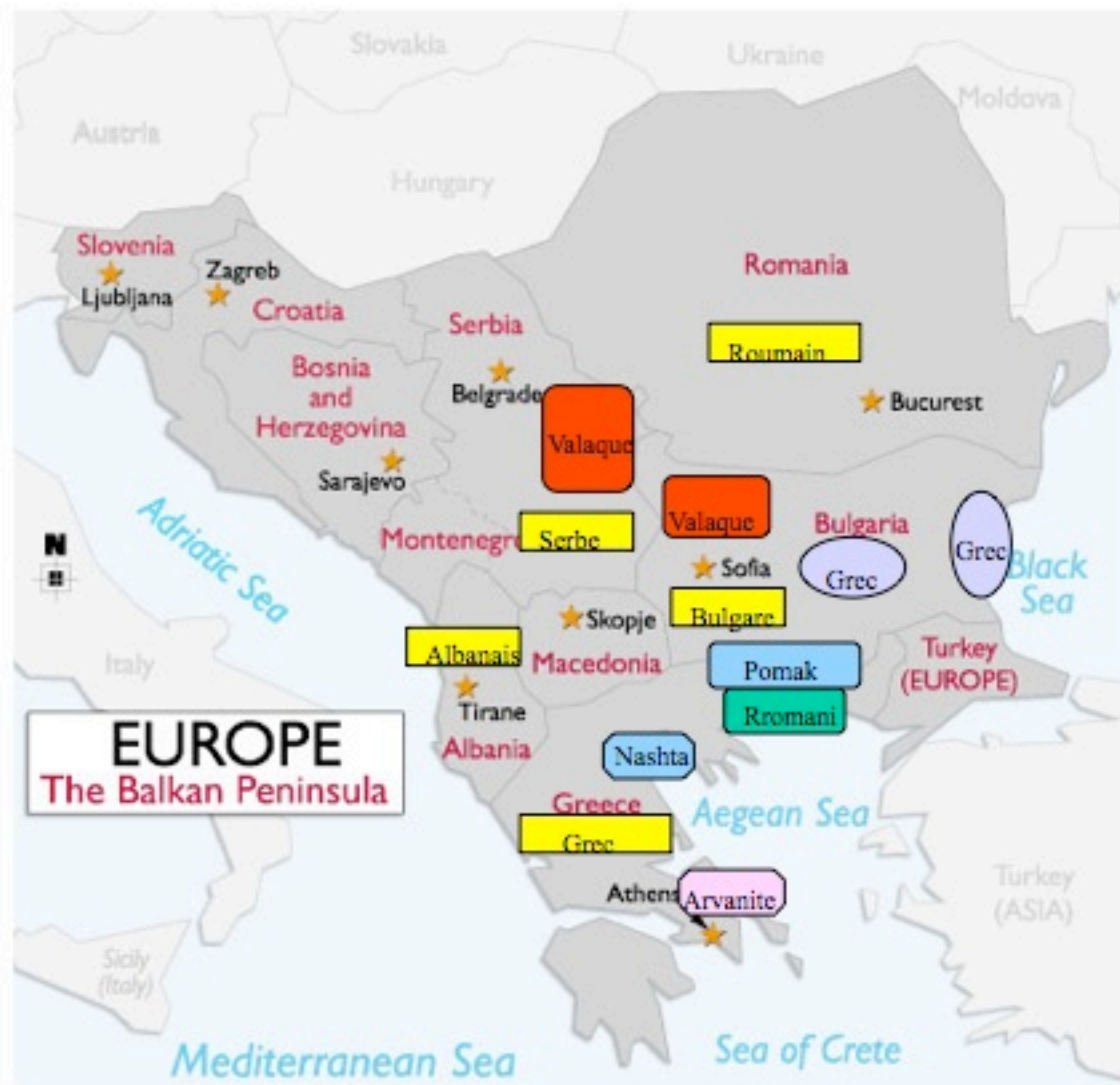 Slovakia
Ukraine
Moldova
Austria
Hungary
Slovenia
Ljubljana
Zagreb
Croatia
Romania
Serbia
Roumain
Bosnia
and
Herzegovina
Belgrade
Bucurest
Valaque
Sarajevo
Adriatic Sea
Valaque
Bulgaria
Grec
Montenegr
Serbe
N
Sofia
Grec
Black
Sea
Skopje
Bulgare
Albanais
Italy
Macedonia
Pomak
Turkey
(EUROPE)
Tirane
Rromani
EUROPE
The Balkan Peninsula
Albania
Nashta
Greece
Aegean Sea
Grec
Athens
Arvanite
Turkey
(ASIA)
Sicily
(Italy)
Mediterranean Sea
Sea of Crete